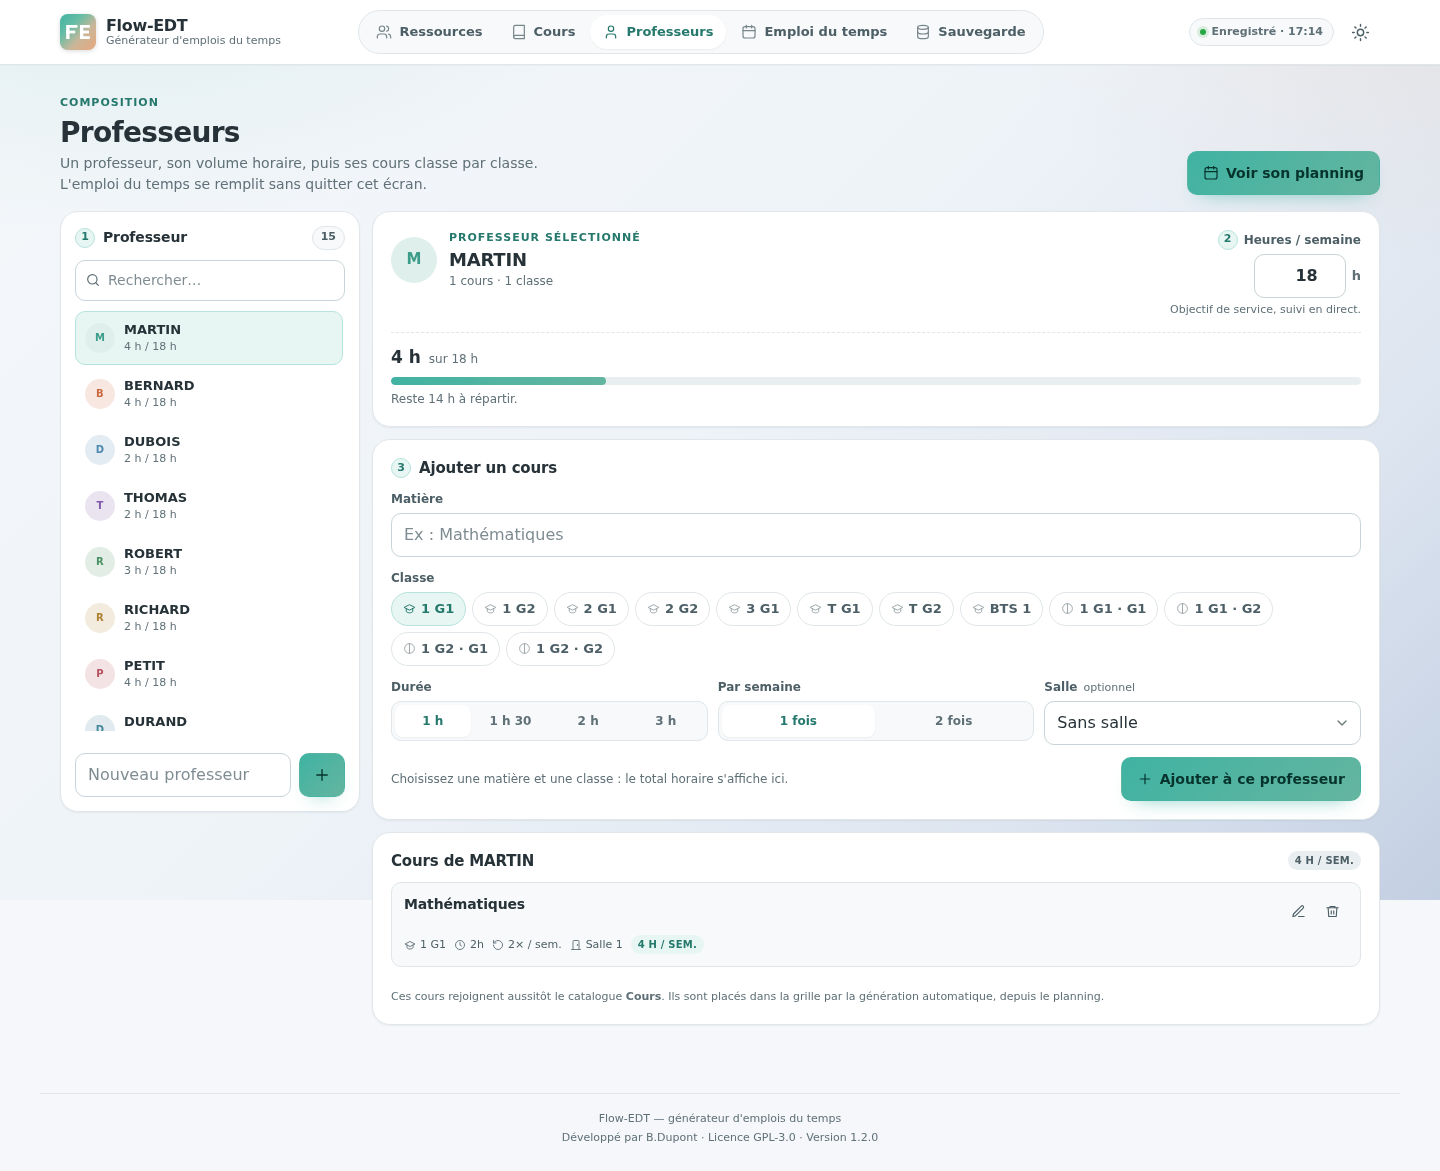 FE
Flow-EDT
Générateur d'emplois du temps
Ressources
Cours
Professeurs
Emploi du temps
Sauvegarde
Enregistré · 17:14
COMPOSITION
Professeurs
Un professeur, son volume horaire, puis ses cours classe par classe.
L'emploi du temps se remplit sans quitter cet écran.
Voir son planning
1 Professeur 15
Rechercher…
M MARTIN
4 h / 18 h
B BERNARD
4 h / 18 h
D DUBOIS
2 h / 18 h
T THOMAS
2 h / 18 h
R ROBERT
3 h / 18 h
R RICHARD
2 h / 18 h
P PETIT
4 h / 18 h
D DURAND
Nouveau professeur
M
PROFESSEUR SÉLECTIONNÉ
MARTIN
1 cours · 1 classe
2 Heures / semaine
18 h
Objectif de service, suivi en direct.
4 h sur 18 h
Reste 14 h à répartir.
3 Ajouter un cours
Matière
Ex : Mathématiques
Classe
1 G1 1 G2 2 G1 2 G2 3 G1 T G1 T G2 BTS 1 1 G1 · G1 1 G1 · G2
1 G2 · G1 1 G2 · G2
Durée
1 h 1 h 30 2 h 3 h
Par semaine
1 fois 2 fois
Salle optionnel
Sans salle
Choisissez une matière et une classe : le total horaire s'affiche ici.
Ajouter à ce professeur
Cours de MARTIN 4 H / SEM.
Mathématiques
1 G1 2h 2× / sem. Salle 1 4 H / SEM.
Ces cours rejoignent aussitôt le catalogue Cours. Ils sont placés dans la grille par la génération automatique, depuis le planning.
Flow-EDT — générateur d'emplois du temps
Développé par B.Dupont · Licence GPL-3.0 · Version 1.2.0